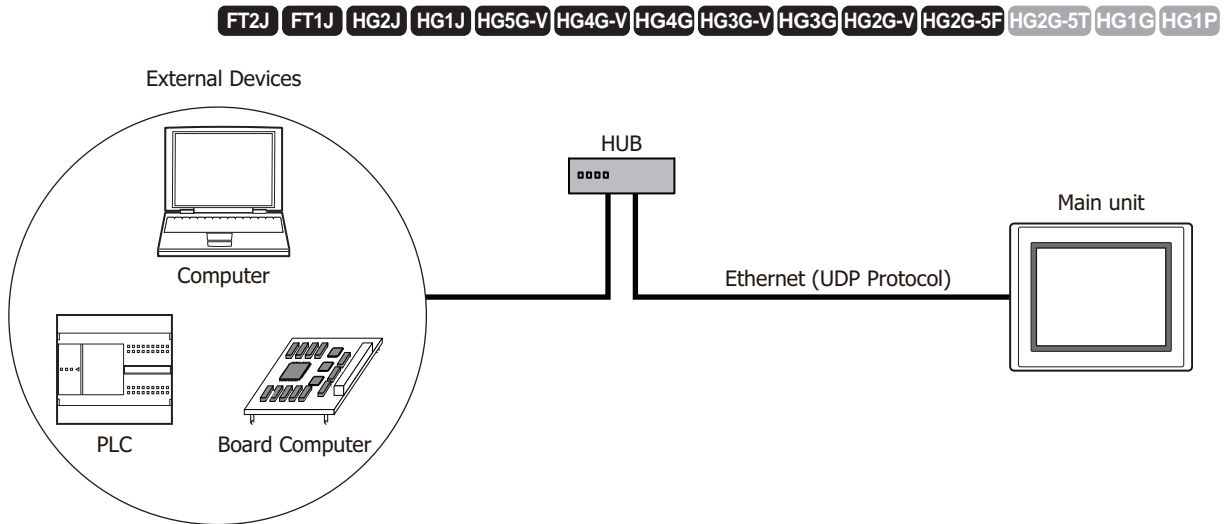 FT2J FT1J HG2J HG1J HG5G-V HG4G-V HG4G HG3G-V HG3G HG2G-V HG2G-5F HG2G-5T HG1G HG1P
External Devices
HUB
Main unit
Computer
Ethernet (UDP Protocol)
PLC
Board Computer